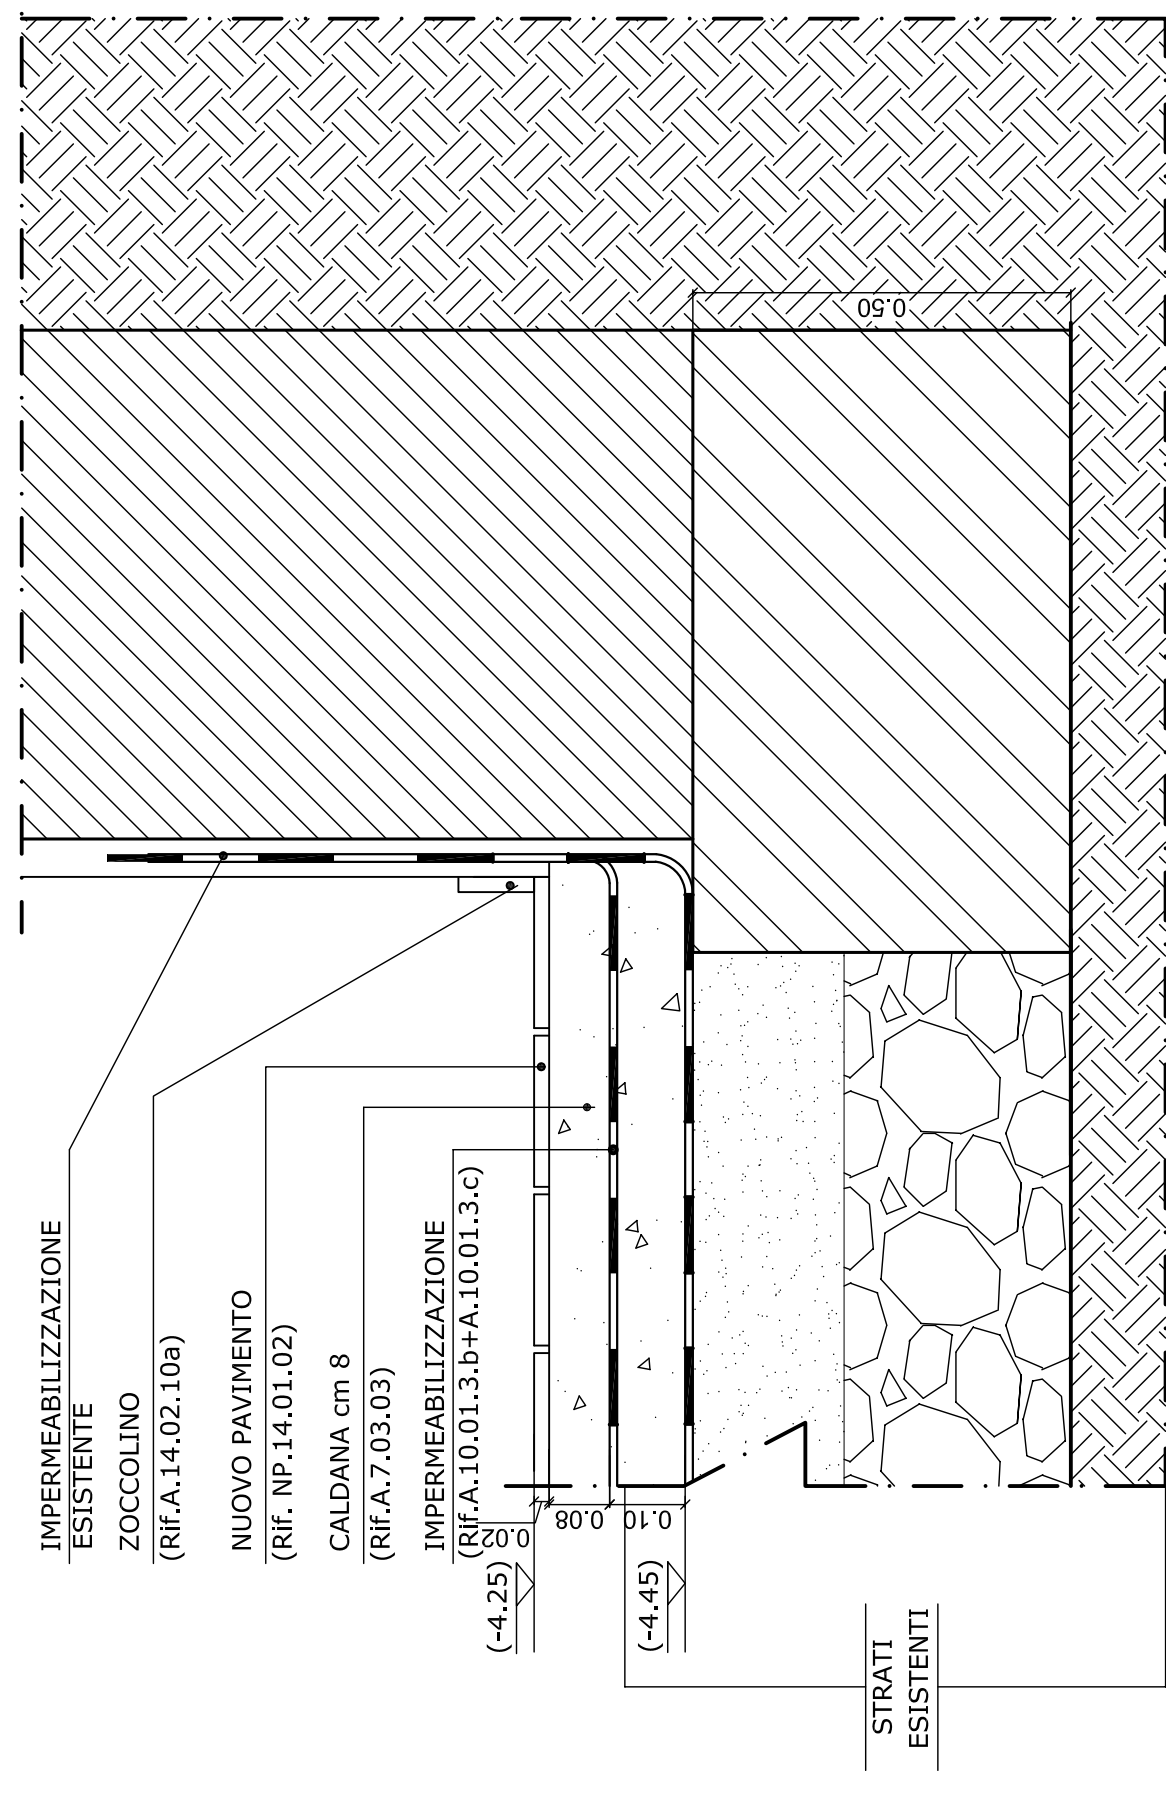 IMPERMEABILIZZAZIONE
ESISTENTE
ZOCCOLINO
(Rif.A.14.02.10a)
NUOVO PAVIMENTO
(Rif. NP.14.01.02)
CALDANA cm 8
(Rif.A.7.03.03)
IMPERMEABILIZZAZIONE
(Rif.A.10.01.3.b+A.10.01.3.c)
0.02
0.08
0.10
(-4.25)
(-4.45)
0.50
STRATI
ESISTENTI